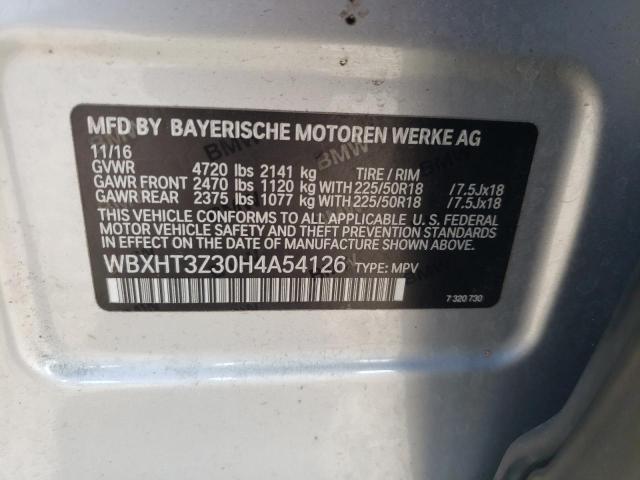 MFD BY BAYERISCHE MOTOREN WERKE AG
11/16
GVWR 4720 lbs 2141 kg TIRE / RIM
GAWR FRONT 2470 lbs 1120 kg WITH 225/50R18 /7.5Jx18
GAWR REAR 2375 lbs 1077 kg WITH 225/50R18 /7.5Jx18
THIS VEHICLE CONFORMS TO ALL APPLICABLE U. S. FEDERAL
MOTOR VEHICLE SAFETY AND THEFT PREVENTION STANDARDS
IN EFFECT ON THE DATE OF MANUFACTURE SHOWN ABOVE.
WBXHT3Z30H4A54126 TYPE: MPV
7 320 730